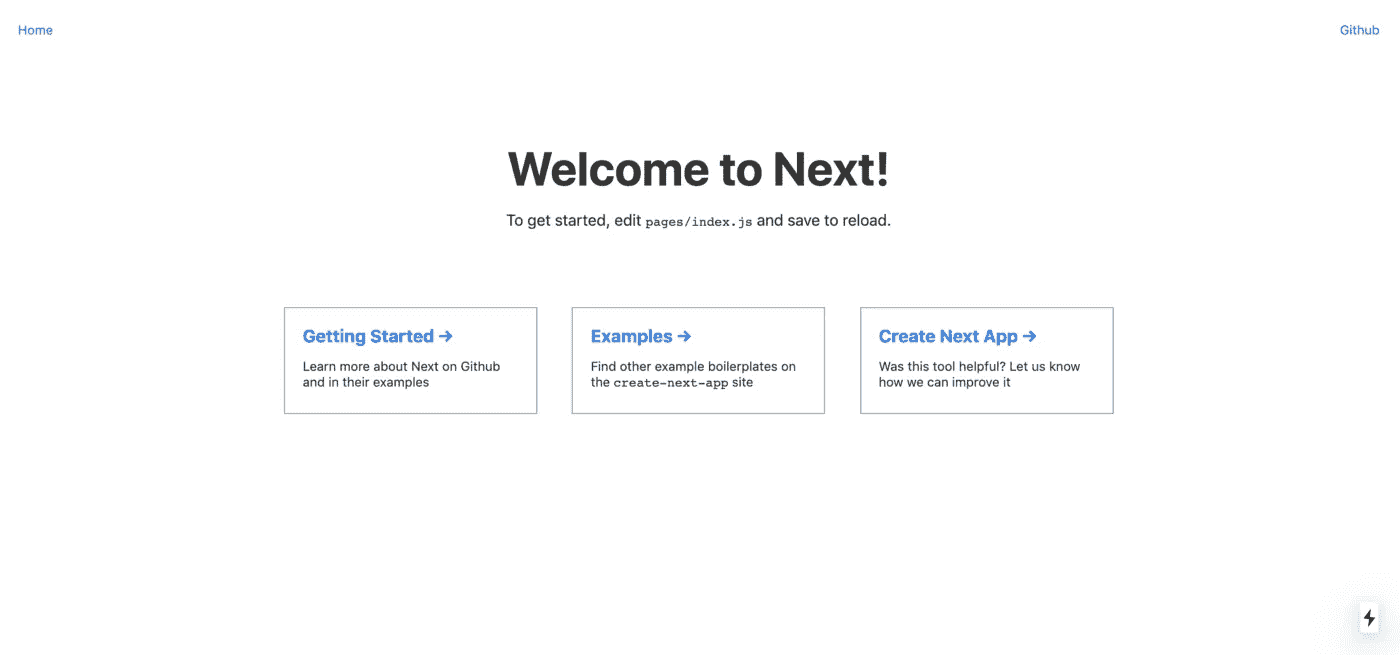 Home
Github
Welcome to Next!
To get started, edit pages/index.js and save to reload.
Getting Started →
Learn more about Next on Github
and in their examples
Examples →
Find other example boilerplates on
the create-next-app site
Create Next App →
Was this tool helpful? Let us know
how we can improve it